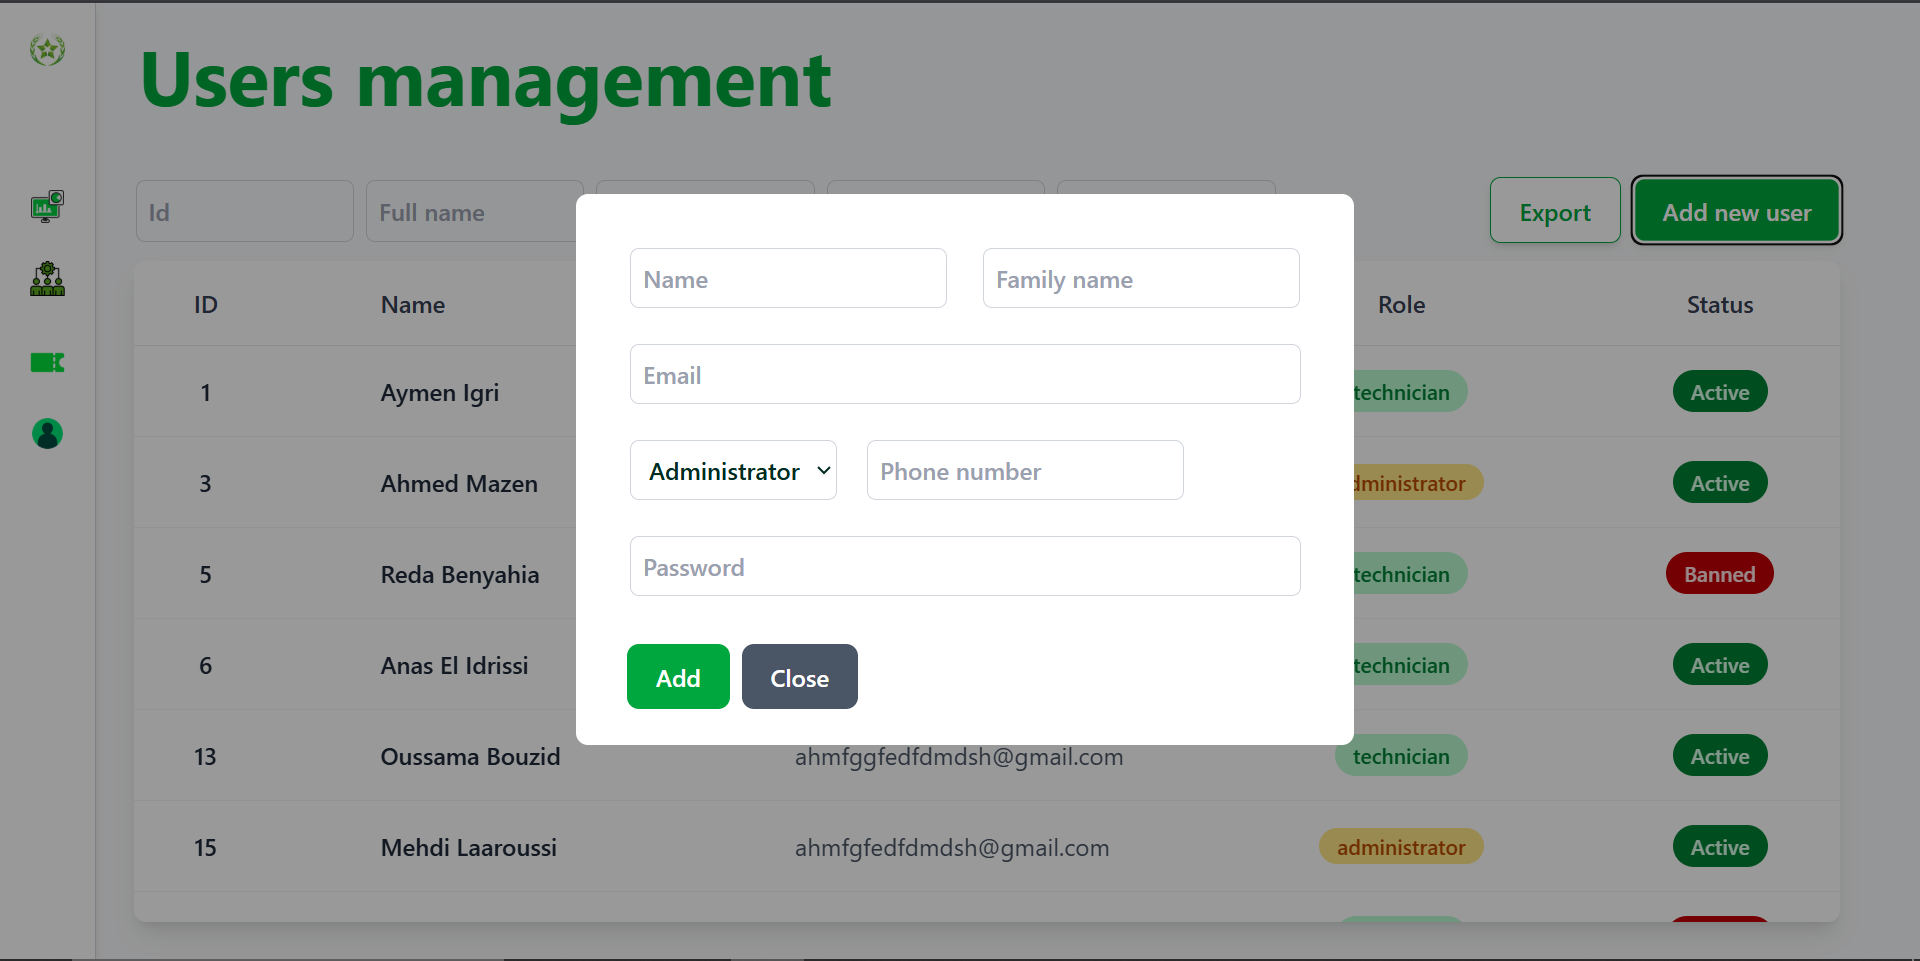 Users management
Id
Full name
Export
Add new user
Name
Family name
Email
Administrator
Phone number
Password
Add
Close
ID Name Role Status
1 Aymen Igri technician Active
3 Ahmed Mazen dministrator Active
5 Reda Benyahia technician Banned
6 Anas El Idrissi technician Active
13 Oussama Bouzid ahmfggfedfdmdsh@gmail.com technician Active
15 Mehdi Laaroussi ahmfgfedfdmdsh@gmail.com administrator Active